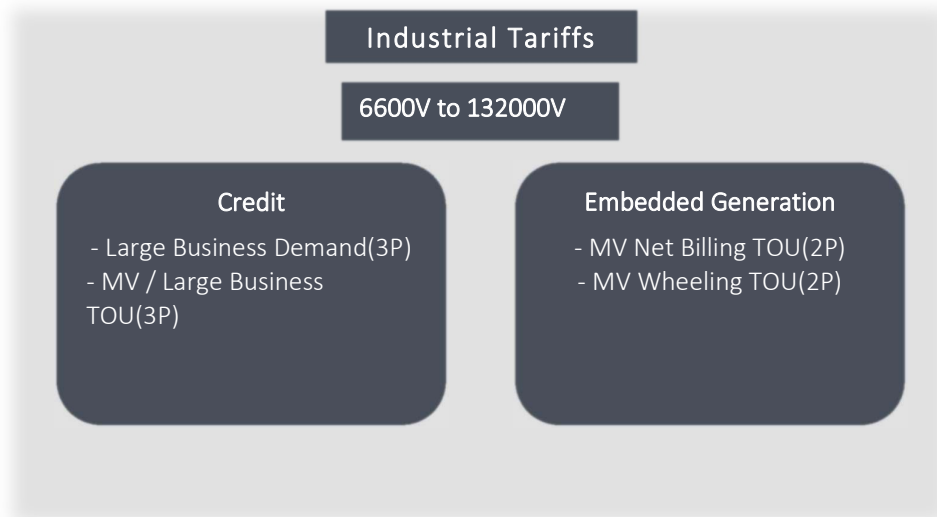 Industrial Tariffs
6600V to 132000V
Credit
- Large Business Demand(3P)
- MV / Large Business
TOU(3P)
Embedded Generation
- MV Net Billing TOU(2P)
- MV Wheeling TOU(2P)